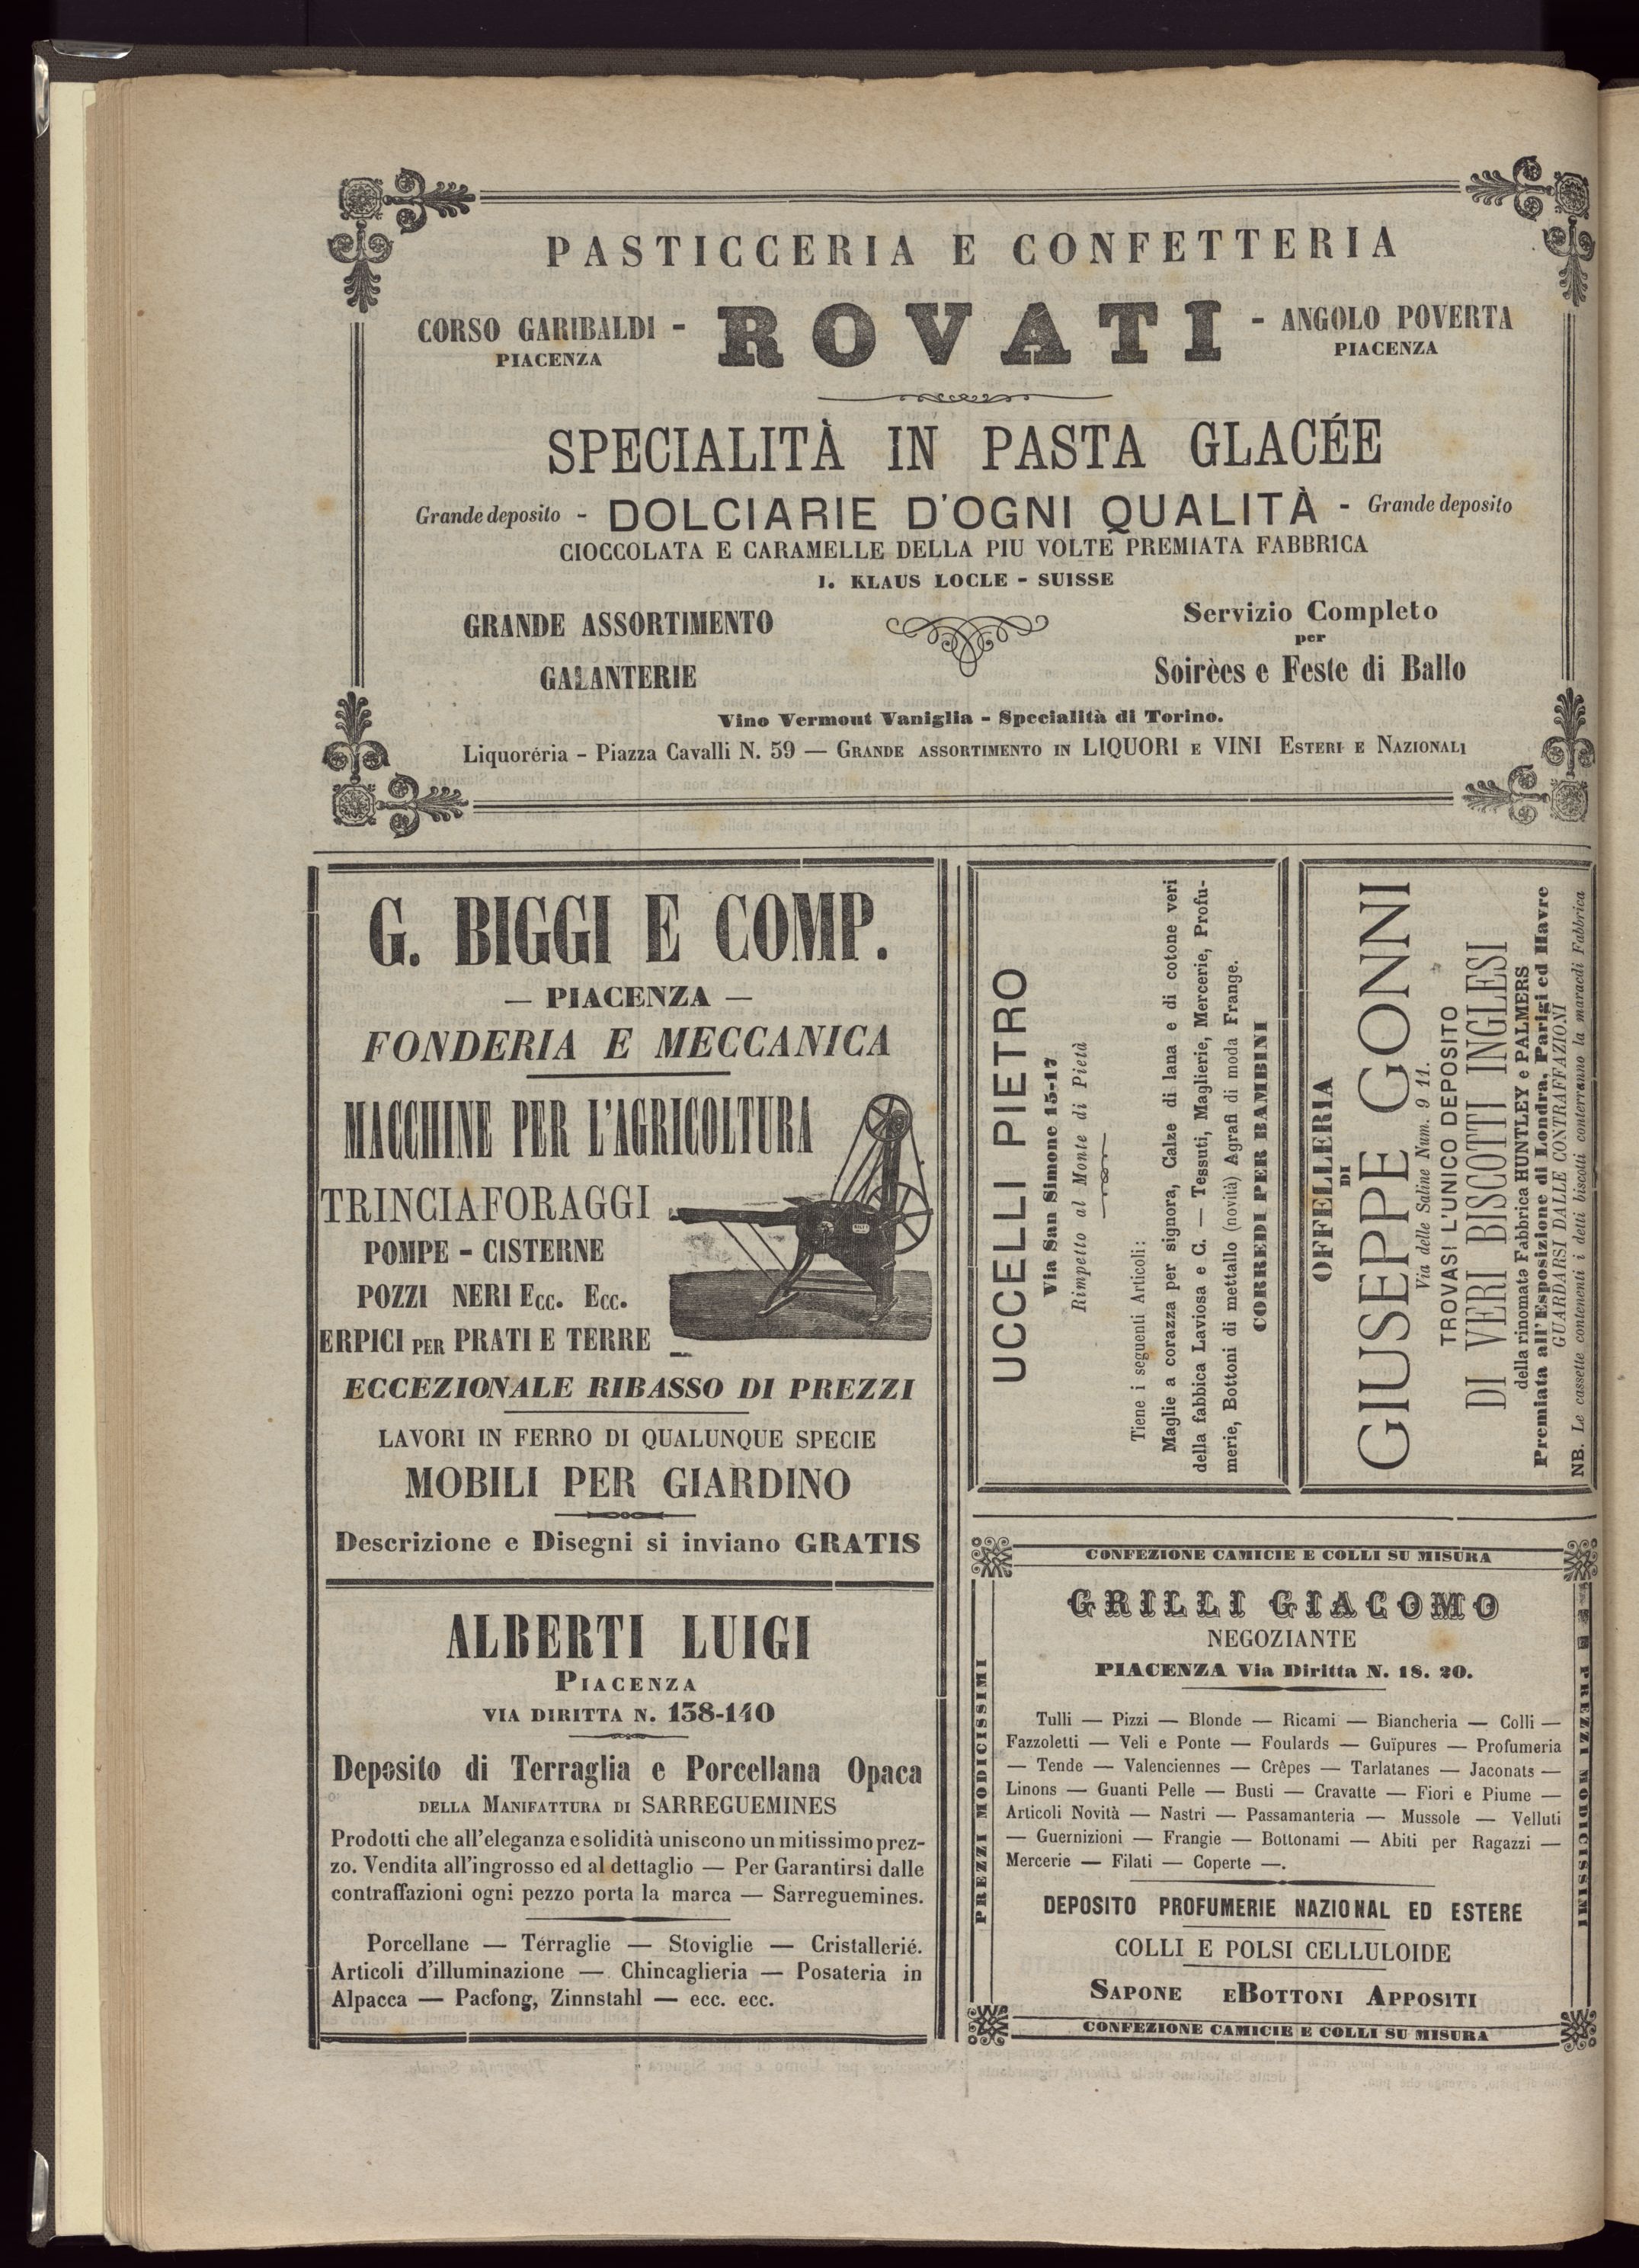 PASTICCERIA E CONFETTERIA
CORSO GARIBALDI - ROVATI - ANGOLO POVERTA
PIACENZA PIACENZA
SPECIALITÀ IN PASTA GLACÉE
Grande deposito - DOLCIARIE D'OGNI QUALITÀ - Grande deposito
CIOCCOLATA E CARAMELLE DELLA PIU VOLTE PREMIATA FABBRICA
I. KLAUS LOCLE - SUISSE
GRANDE ASSORTIMENTO
GALANTERIE
Servizio Completo
per
Soirèes e Feste di Ballo
Vino Vermout Vaniglia - Specialità di Torino.
Liquoréria - Piazza Cavalli N. 59 — GRANDE ASSORTIMENTO IN LIQUORI E VINI ESTERI E NAZIONALI
G. BIGGI E COMP.
— PIACENZA —
FONDERIA E MECCANICA
MACCHINE PER L'AGRICOLTURA
TRINCIAFORAGGI
POMPE - CISTERNE
POZZI NERI Ecc. Ecc.
ERPICI PER PRATI E TERRE
ECCEZIONALE RIBASSO DI PREZZI
LAVORI IN FERRO DI QUALUNQUE SPECIE
MOBILI PER GIARDINO
Descrizione e Disegni si inviano GRATIS
ALBERTI LUIGI
PIACENZA
VIA DIRITTA N. 138-140
Deposito di Terraglia e Porcellana Opaca
DELLA MANIFATTURA DI SARREGUEMINES
Prodotti che all'eleganza e solidità uniscono un mitissimo prez-
zo. Vendita all'ingrosso ed al dettaglio — Per Garantirsi dalle
contraffazioni ogni pezzo porta la marca — Sarreguemines.
Porcellane — Térraglie — Stoviglie — Cristallerié.
Articoli d'illuminazione — Chincaglieria — Posateria in
Alpacca — Pacfong, Zinnstahl — ecc. ecc.
UCCELLI PIETRO
Via San Simone 15-17
Rimpetto al Monte di Pietà
Tiene i seguenti Articoli:
Maglie a corazza per signora, Calze di lana e di cotone veri
della fabbica Laviosa e C. — Tessuti, Maglierie, Mercerie, Profu-
merie, Bottoni di mettallo (novità) Agrafi di moda Frange.
CORREDI PER BAMBINI
OFFELLERIA
DI
GIUSEPPE GONNI
Via delle Saline Num. 9 11.
TROVASI L'UNICO DEPOSITO
DI VERI BISCOTTI INGLESI
della rinomata Fabbrica HUNTLEY e PALMERS
Premiata all'Esposizione di Londra, Parigi ed Havre
GUARDARSI DALLE CONTRAFFAZIONI
NB. Le cassette contenenti i detti biscotti conterranno la maracdi Fabbrica
CONFEZIONE CAMICIE E COLLI SU MISURA
PREZZI MODICISSIMI
GRILLI GIACOMO
NEGOZIANTE
PIACENZA Via Diritta N. 18. 20.
Tulli — Pizzi — Blonde — Ricami — Biancheria — Colli —
Fazzoletti — Veli e Ponte — Foulards — Guïpures — Profumeria
— Tende — Valenciennes — Crêpes — Tarlatanes — Jaconats —
Linons — Guanti Pelle — Busti — Cravatte — Fiori e Piume —
Articoli Novità — Nastri — Passamanteria — Mussole — Velluti
— Guernizioni — Frangie — Bottonami — Abiti per Ragazzi —
Mercerie — Filati — Coperte —.
DEPOSITO PROFUMERIE NAZIONAL ED ESTERE
COLLI E POLSI CELLULOIDE
SAPONE EBOTTONI APPOSITI
E PREZZI MODICISSIMI
CONFEZIONE CAMICIE E COLLI SU MISURA